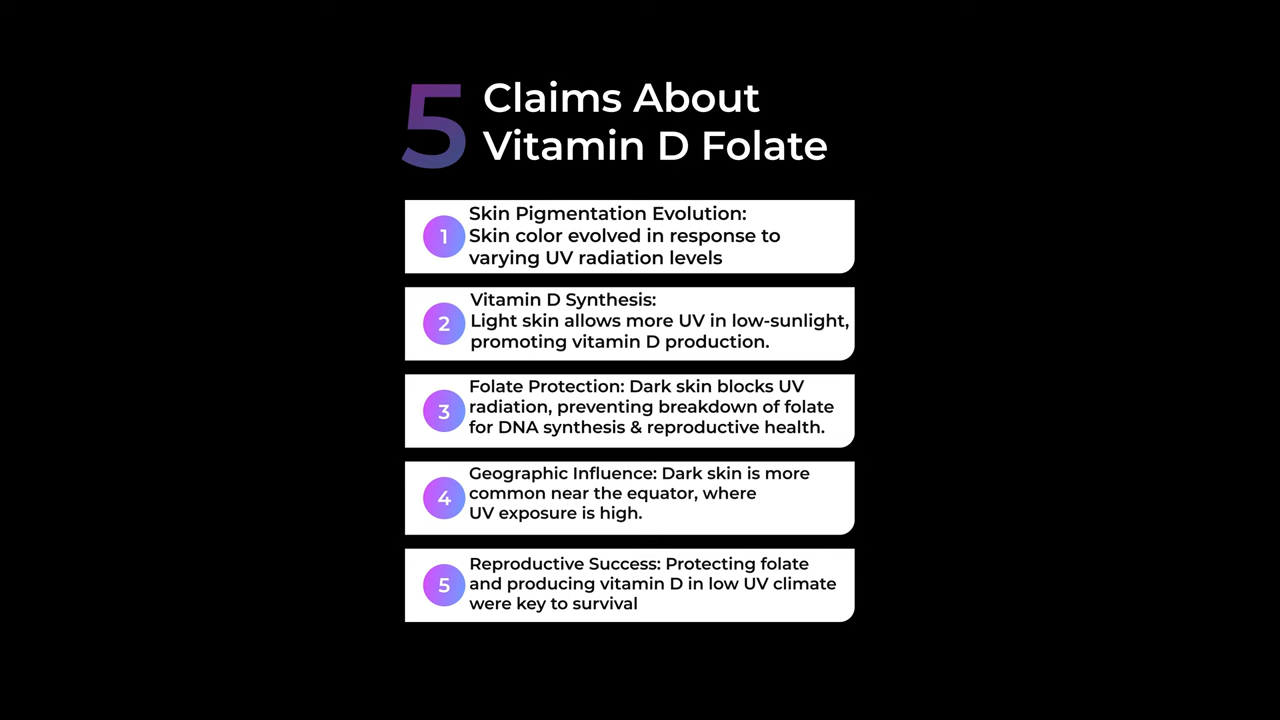 5 Claims About
Vitamin D Folate
1 Skin Pigmentation Evolution:
Skin color evolved in response to
varying UV radiation levels
2 Vitamin D Synthesis:
Light skin allows more UV in low-sunlight,
promoting vitamin D production.
3 Folate Protection: Dark skin blocks UV
radiation, preventing breakdown of folate
for DNA synthesis & reproductive health.
4 Geographic Influence: Dark skin is more
common near the equator, where
UV exposure is high.
5 Reproductive Success: Protecting folate
and producing vitamin D in low UV climate
were key to survival